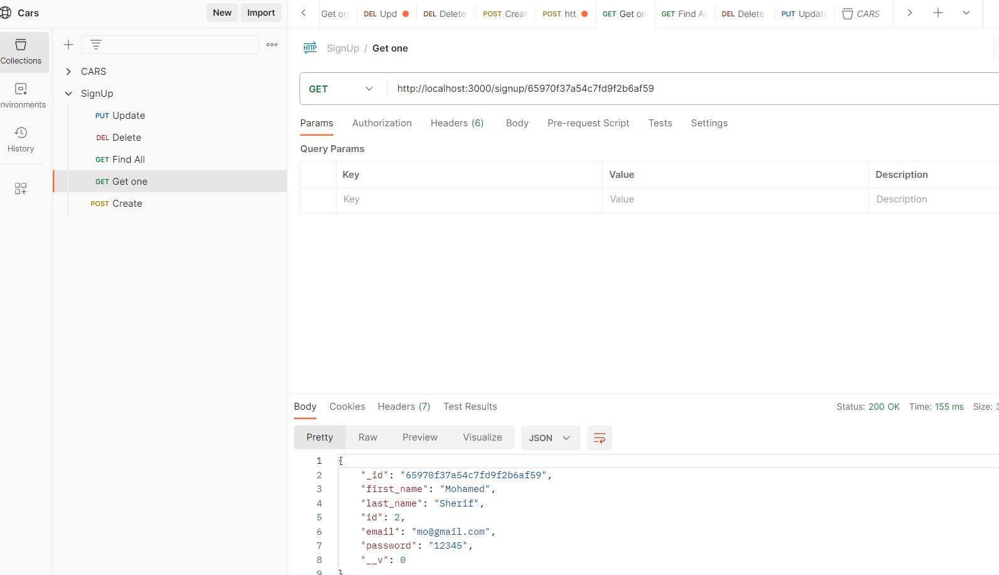 Cars
New
Import
Get on
DEL Upd
DEL Delete
POST Creat
POST htt
GET Get on
GET Find Al
DEL Delete
PUT Update
CARS
Collections
nvironments
History
CARS
SignUp
PUT Update
DEL Delete
GET Find All
GET Get one
POST Create
HTTP SignUp / Get one
GET http://localhost:3000/signup/65970f37a54c7fd9f2b6af59
Params Authorization Headers (6) Body Pre-request Script Tests Settings
Query Params
Key Value Description
Key Value Description
Body Cookies Headers (7) Test Results Status: 200 OK Time: 155 ms Size: 3
Pretty Raw Preview Visualize JSON
1 {
2 "_id": "65970f37a54c7fd9f2b6af59",
3 "first_name": "Mohamed",
4 "last_name": "Sherif",
5 "id": 2,
6 "email": "mo@gmail.com",
7 "password": "12345",
8 "__v": 0
9 }